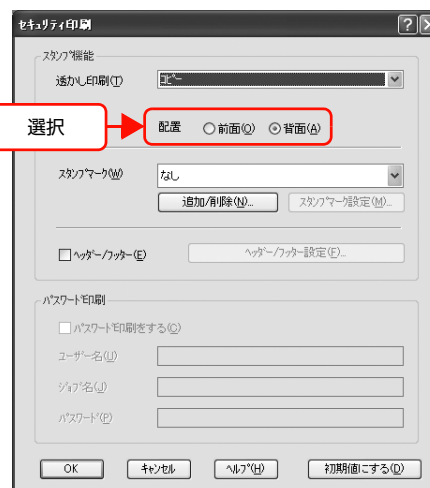 セキュリティ印刷
スタンプ機能
透かし印刷(T)
コピー
選択
配置 前面(O) 背面(A)
スタンプマーク(W)
なし
追加/削除(N)... スタンプマーク設定(M)...
ヘッダー/フッター(E) ヘッダー/フッター設定(F)...
パスワード印刷
パスワード印刷をする(C)
ユーザー名(U)
ジョブ名(J)
パスワード(P)
OK キャンセル ヘルプ(H) 初期値にする(D)